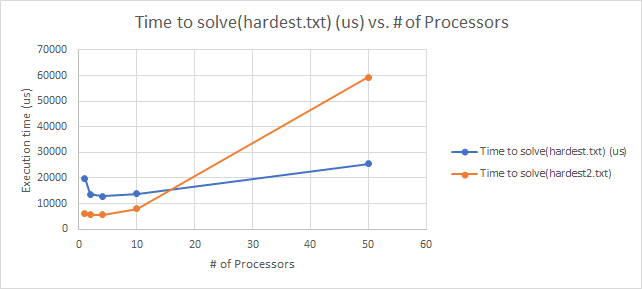 Time to solve(hardest.txt) (us) vs. # of Processors
70000
60000
50000
40000
30000
20000
10000
0
Execution time (us)
0 10 20 30 40 50 60
# of Processors
Time to solve(hardest.txt) (us)
Time to solve(hardest2.txt)